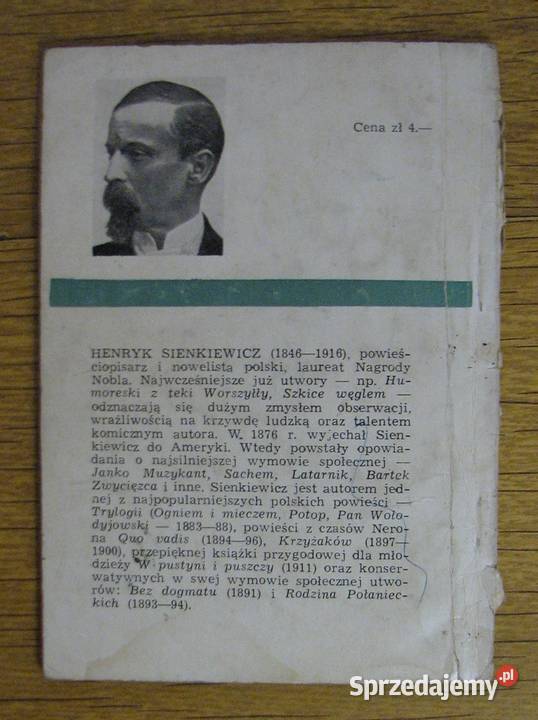 Cena zł 4.—
HENRYK SIENKIEWICZ (1846—1916), powieś-
ciopisarz i nowelista polski, laureat Nagrody
Nobla. Najwcześniejsze już utwory — np. Hu-
moreski z teki Worszyłły, Szkice węglem —
odznaczają się dużym zmysłem obserwacji,
wrażliwością na krzywdę ludzką oraz talentem
komicznym autora. W 1876 r. wyjechał Sien-
kiewicz do Ameryki. Wtedy powstały opowia-
dania o najsilniejszej wymowie społecznej —
Janko Muzykant, Sachem, Latarnik, Bartek
Zwycięzca i inne. Sienkiewicz jest autorem jed-
nej z najpopularniejszych polskich powieści —
Trylogii (Ogniem i mieczem, Potop, Pan Woło-
dyjowski — 1883—88), powieści z czasów Nero-
na Quo vadis (1894—96), Krzyżaków (1897—
1900), przepięknej książki przygodowej dla mło-
dzieży W pustyni i puszczy (1911) oraz konser-
watywnych w swej wymowie społecznej utwo-
rów: Bez dogmatu (1891) i Rodzina Połaniec-
kich (1893—94).
Sprzedajemy.pl